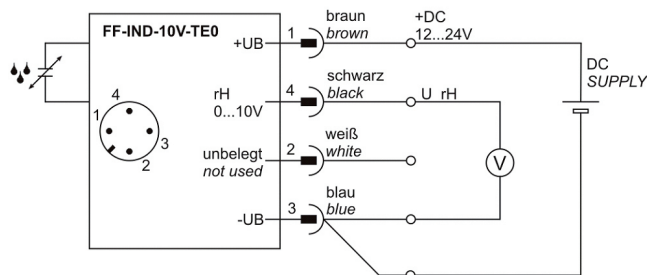 FF-IND-10V-TE0
+UB
1
braun
brown
+DC
12...24V
DC
SUPPLY
rH
0...10V
4
schwarz
black
U rH
4
1
3
2
V
unbelegt
not used
2
weiß
white
-UB
3
blau
blue